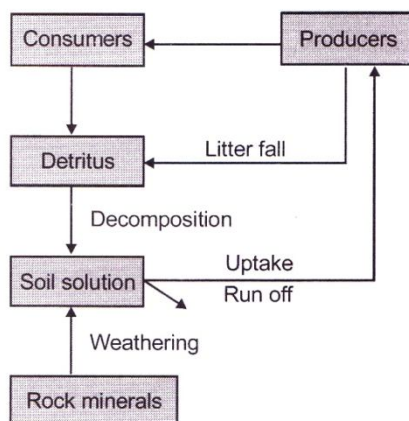 Consumers
Producers
Litter fall
Detritus
Decomposition
Uptake
Soil solution
Run off
Weathering
Rock minerals